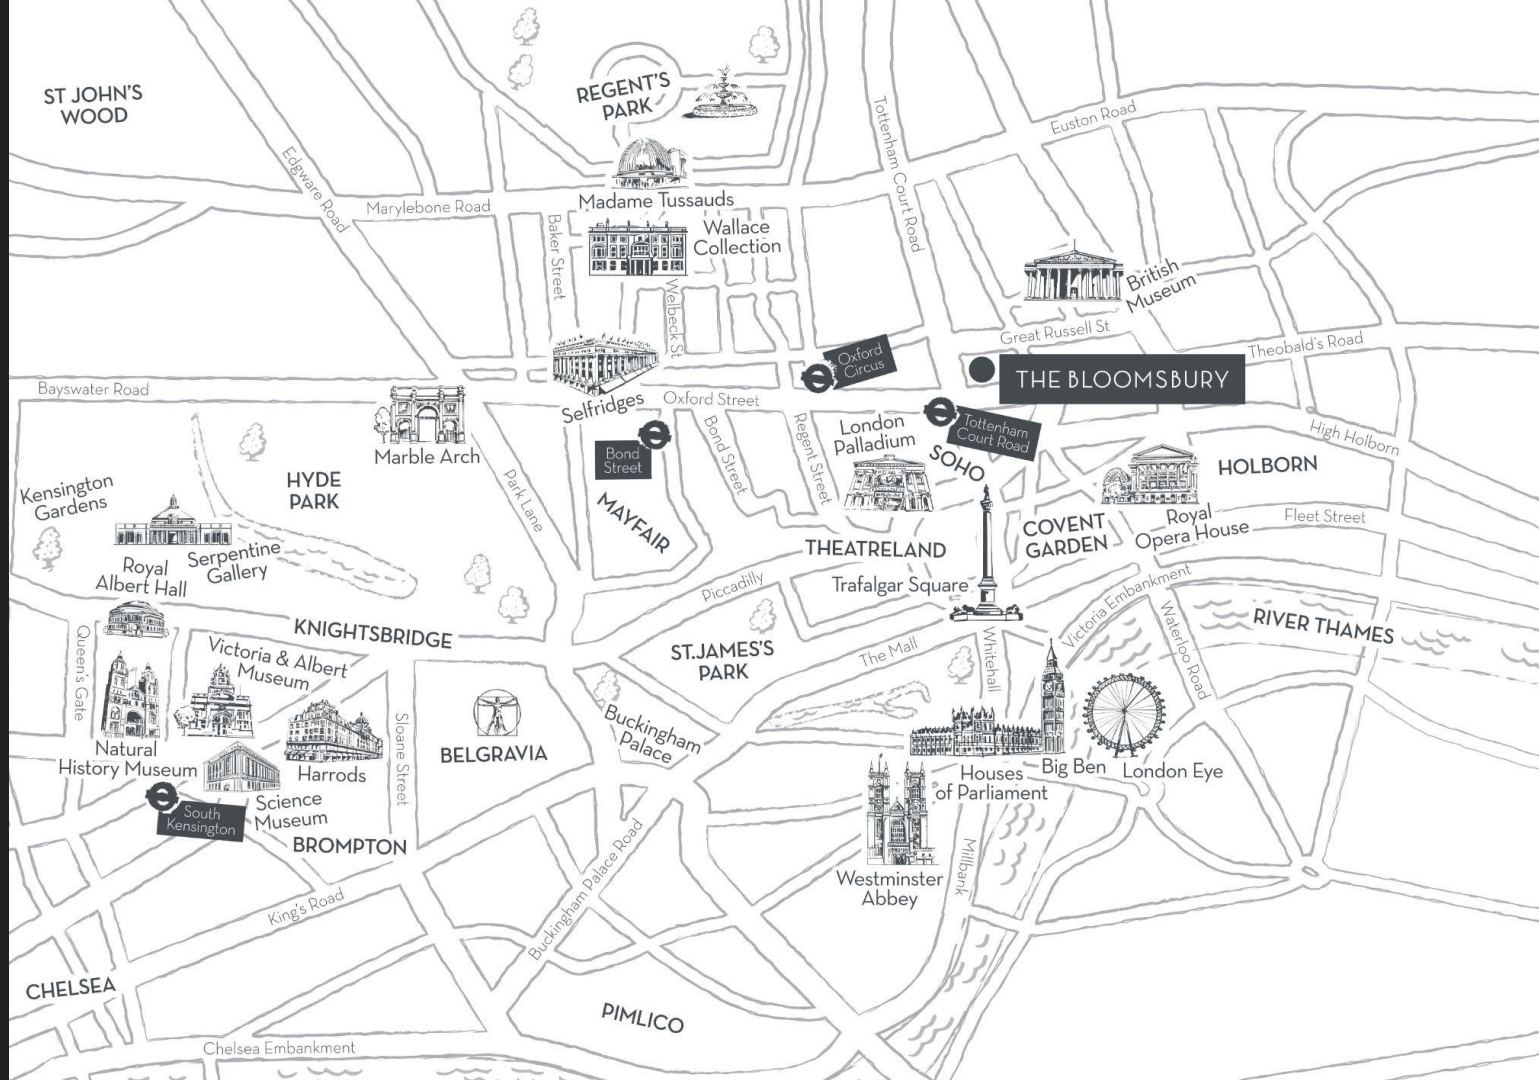 ST JOHN'S
WOOD
REGENT'S
PARK
Euston Road
Tottenham Court Road
Edgware Road
Marylebone Road
Madame Tussauds
Wallace
Collection
Baker Street
Welbeck St
British
Museum
Great Russell St
Theobald's Road
Oxford
Circus
THE BLOOMSBURY
Bayswater Road
Selfridges
Oxford Street
Marble Arch
Bond
Street
Bond Street
Regent Street
London
Palladium
Tottenham
Court Road
SOHO
High Holborn
HOLBORN
Kensington
Gardens
HYDE
PARK
Park Lane
MAYFAIR
Royal
Opera House
Fleet Street
COVENT
GARDEN
THEATRELAND
Trafalgar Square
Serpentine
Gallery
Royal
Albert Hall
Piccadilly
Victoria Embankment
Waterloo Road
RIVER THAMES
KNIGHTSBRIDGE
Queen's Gate
Victoria & Albert
Museum
ST.JAMES'S
PARK
The Mall
Whitehall
Natural
History Museum
Harrods
Sloane Street
BELGRAVIA
Buckingham
Palace
Houses
of Parliament
Big Ben
London Eye
South
Kensington
Science
Museum
BROMPTON
Buckingham Palace Road
Westminster
Abbey
Millbank
King's Road
CHELSEA
PIMLICO
Chelsea Embankment